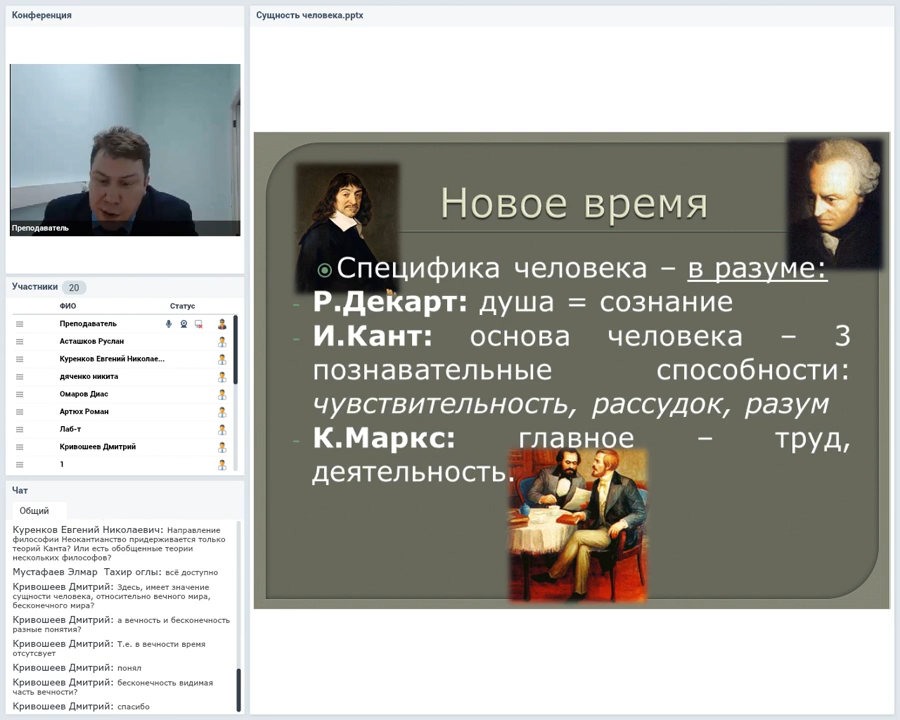 Конференция
Преподаватель
Участники 20
ФИО Статус
Преподаватель
Асташков Руслан
Куренков Евгений Николае...
дяченко никита
Омаров Диас
Артюх Роман
Лаб-т
Кривошеев Дмитрий
1
Чат
Общий
Куренков Евгений Николаевич: Направление
философии Неокантианство придерживается только
теорий Канта? Или есть обобщенные теории
нескольких философов?
Мустафаев Элмар Тахир оглы: всё доступно
Кривошеев Дмитрий: Здесь, имеет значение
сущности человека, относительно вечного мира,
бесконечного мира?
Кривошеев Дмитрий: а вечность и бесконечность
разные понятия?
Кривошеев Дмитрий: Т.е. в вечности время
отсутсвует
Кривошеев Дмитрий: понял
Кривошеев Дмитрий: бесконечность видимая
часть вечности?
Кривошеев Дмитрий: спасибо
Сущность человека.pptx
Новое время
Специфика человека – в разуме:
- Р.Декарт: душа = сознание
- И.Кант: основа человека – 3
познавательные способности:
чувствительность, рассудок, разум
- К.Маркс: главное – труд,
деятельность.